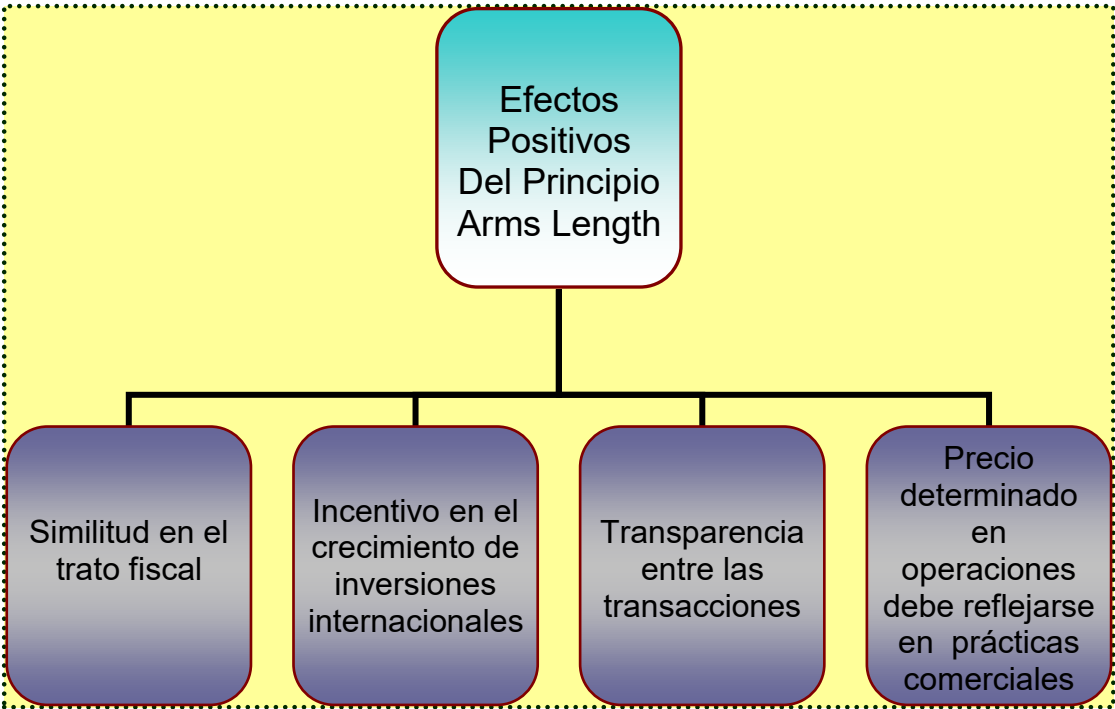 Efectos
Positivos
Del Principio
Arms Length
Similitud en el
trato fiscal
Incentivo en el
crecimiento de
inversiones
internacionales
Transparencia
entre las
transacciones
Precio
determinado
en
operaciones
debe reflejarse
en  prácticas
comerciales